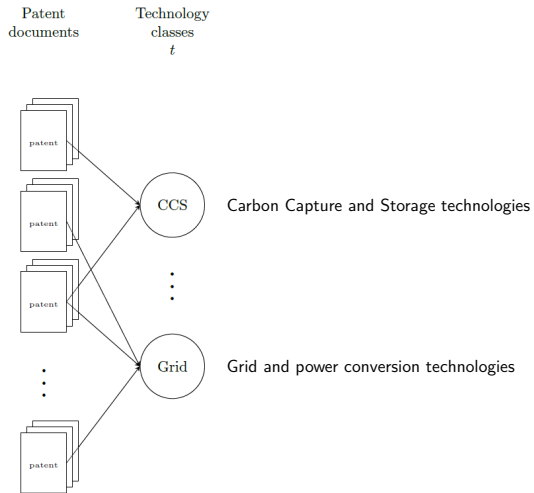 Patent
documents
Technology
classes
t
patent
CCS
Carbon Capture and Storage technologies
patent
patent
Grid
Grid and power conversion technologies
patent